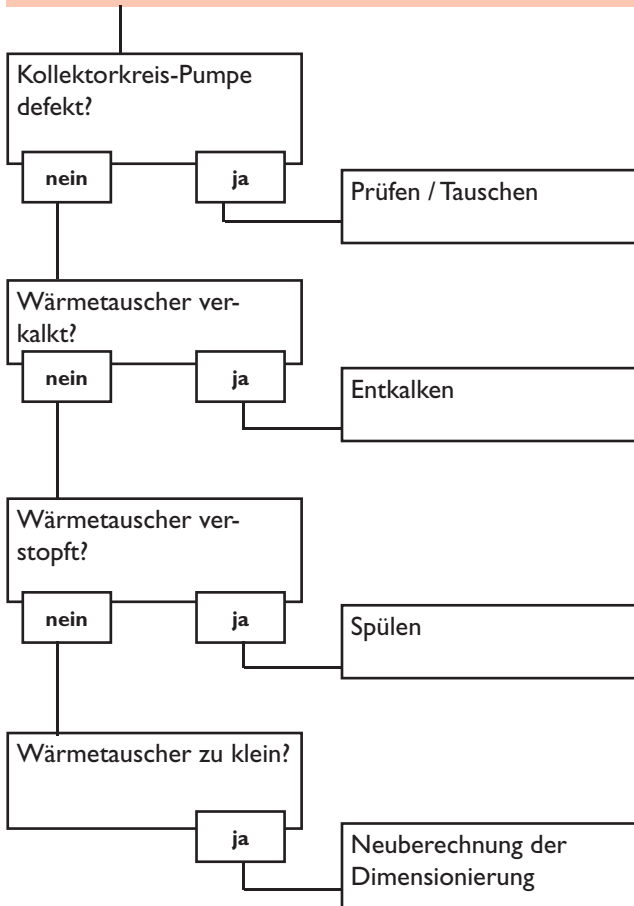 Kollektorkreis-Pumpe
defekt?
nein
ja
Prüfen / Tauschen
Wärmetauscher ver-
kalkt?
nein
ja
Entkalken
Wärmetauscher ver-
stopft?
nein
ja
Spülen
Wärmetauscher zu klein?
ja
Neuberechnung der
Dimensionierung